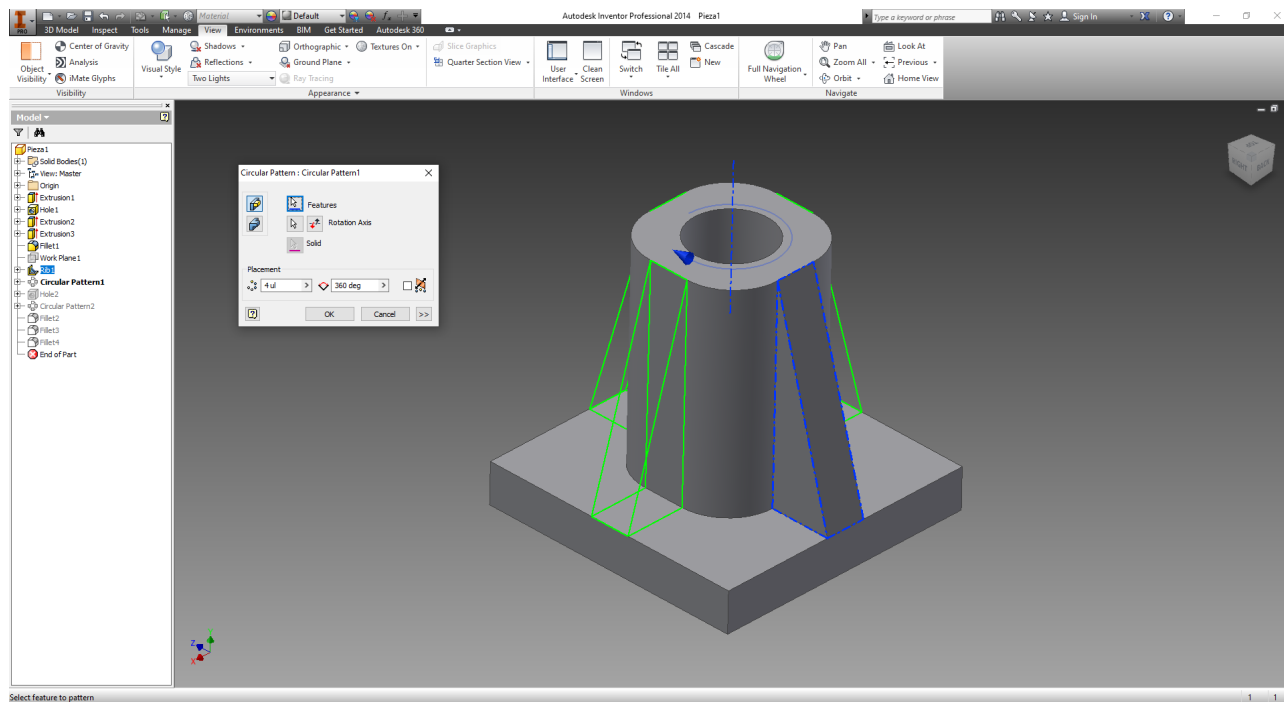 Material Default Autodesk Inventor Professional 2014 Pieza1 Type a keyword or phrase Sign In
PRO 3D Model Inspect Tools Manage View Environments BIM Get Started Autodesk 360
Center of Gravity Shadows Orthographic Textures On Slice Graphics Cascade Pan Look At
Object Visibility Analysis Visual Style Reflections Ground Plane Quarter Section View User Interface Clean Screen Switch Tile All New Full Navigation Wheel Zoom All Previous
iMate Glyphs Two Lights Ray Tracing Orbit Home View
Visibility Appearance Windows Navigate
Model
Pieza1
Solid Bodies(1)
View: Master
Origin
Extrusion1
Hole1
Extrusion2
Extrusion3
Fillet1
Work Plane1
Rib1
Circular Pattern1
Hole2
Circular Pattern2
Fillet2
Fillet3
Fillet4
End of Part
Circular Pattern : Circular Pattern1
Features
Rotation Axis
Solid
Placement
4 ul > 360 deg >
OK Cancel >>
RIGHT BACK
Z X
Select feature to pattern 1 1